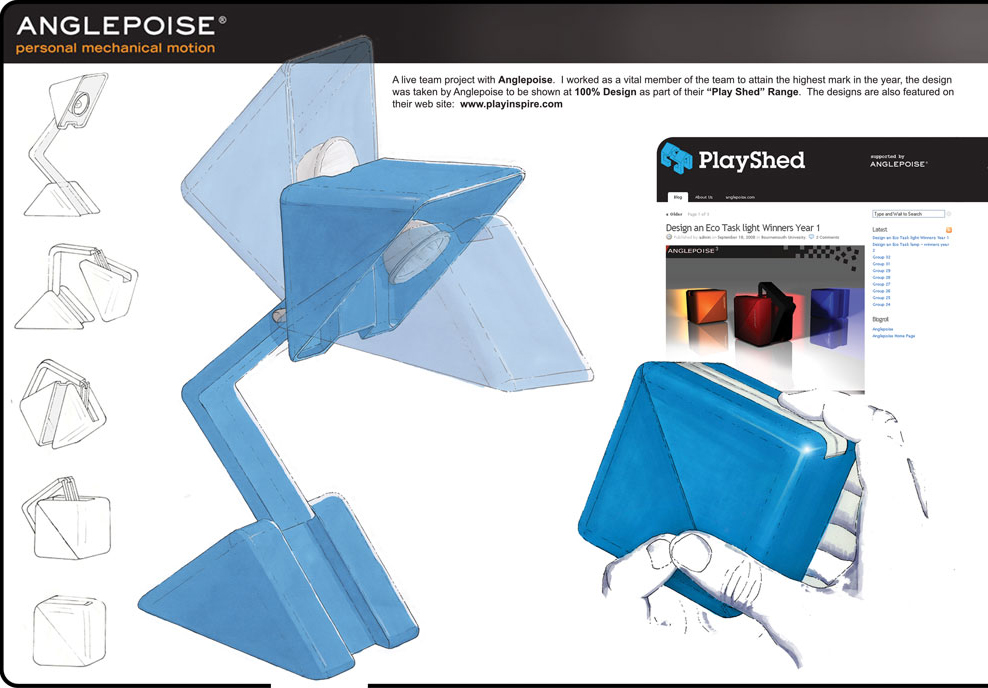 ANGLEPOISE®
personal mechanical motion
A live team project with Anglepoise. I worked as a vital member of the team to attain the highest mark in the year, the design
was taken by Anglepoise to be shown at 100% Design as part of their “Play Shed” Range. The designs are also featured on
their web site: www.playinspire.com
PlayShed
supported by
ANGLEPOISE®
Blog About Us anglepoise.com
Older Page 1 of 5
Type and Wait to Search
Design an Eco Task light Winners Year 1
Published by admin on September 19, 2008 in Bournemouth University 2 Comments
ANGLEPOISE
Latest
Design an Eco Task light Winners Year 1
Design an Eco Task lamp – winners year
2
Group 32
Group 31
Group 29
Group 28
Group 27
Group 26
Group 25
Group 24
Blogroll
Anglepoise
Anglepoise Home Page